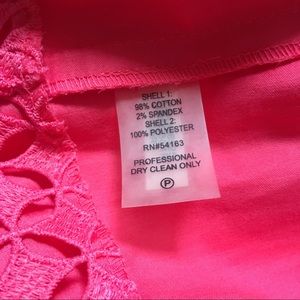 SHELL 1:
98% COTTON
2% SPANDEX
SHELL 2:
100% POLYESTER
RN#54163
PROFESSIONAL
DRY CLEAN ONLY
P